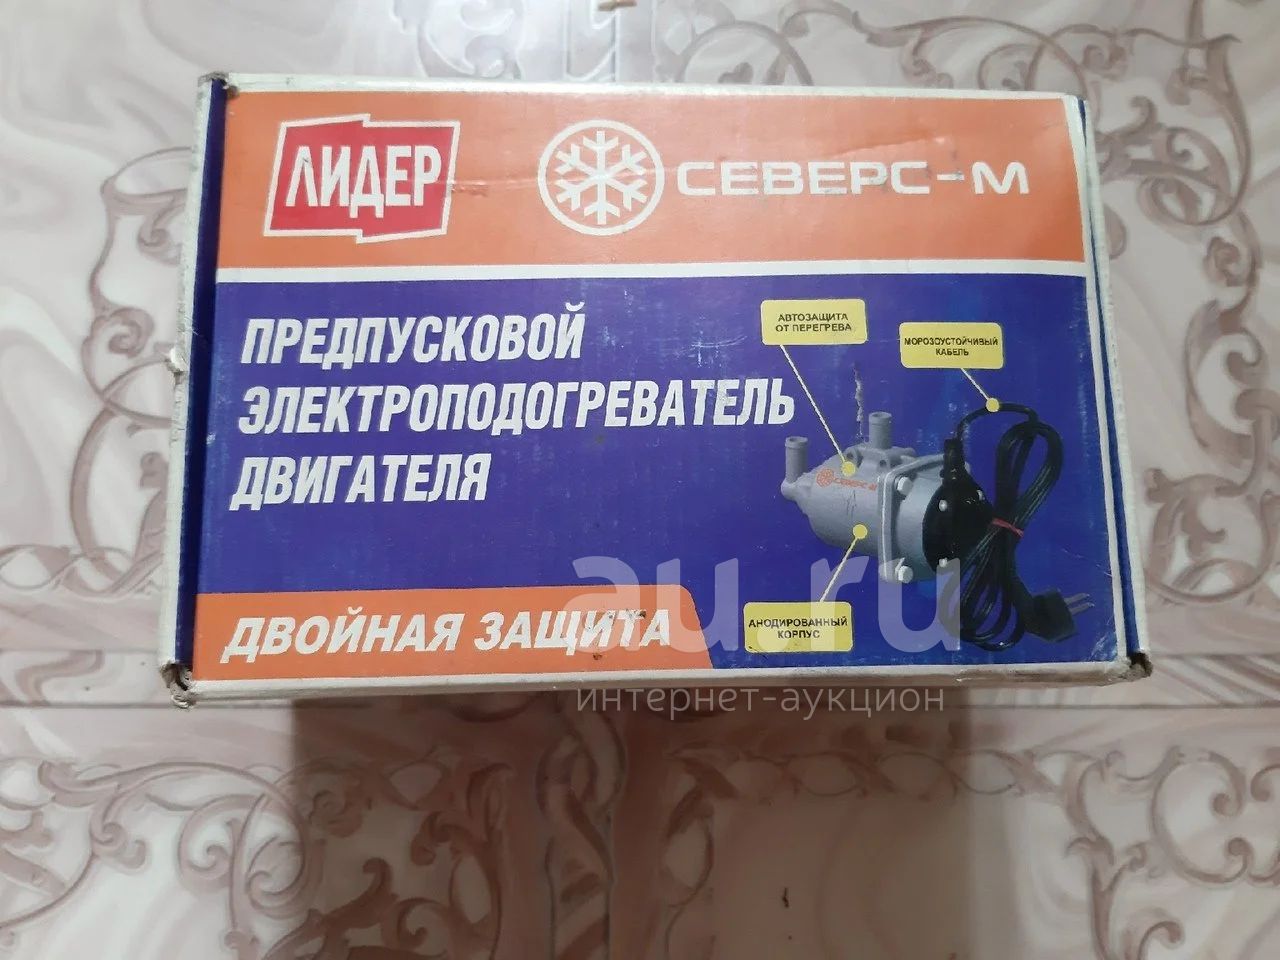 ЛИДЕР
СЕВЕРС-М
ПРЕДПУСКОВОЙ
ЭЛЕКТРОПОДОГРЕВАТЕЛЬ
ДВИГАТЕЛЯ
АВТОЗАЩИТА
ОТ ПЕРЕГРЕВА
МОРОЗОУСТОЙЧИВЫЙ
КАБЕЛЬ
СЕВЕРС-М
АНОДИРОВАННЫЙ
КОРПУС
ДВОЙНАЯ ЗАЩИТА
au.ru
интернет-аукцион